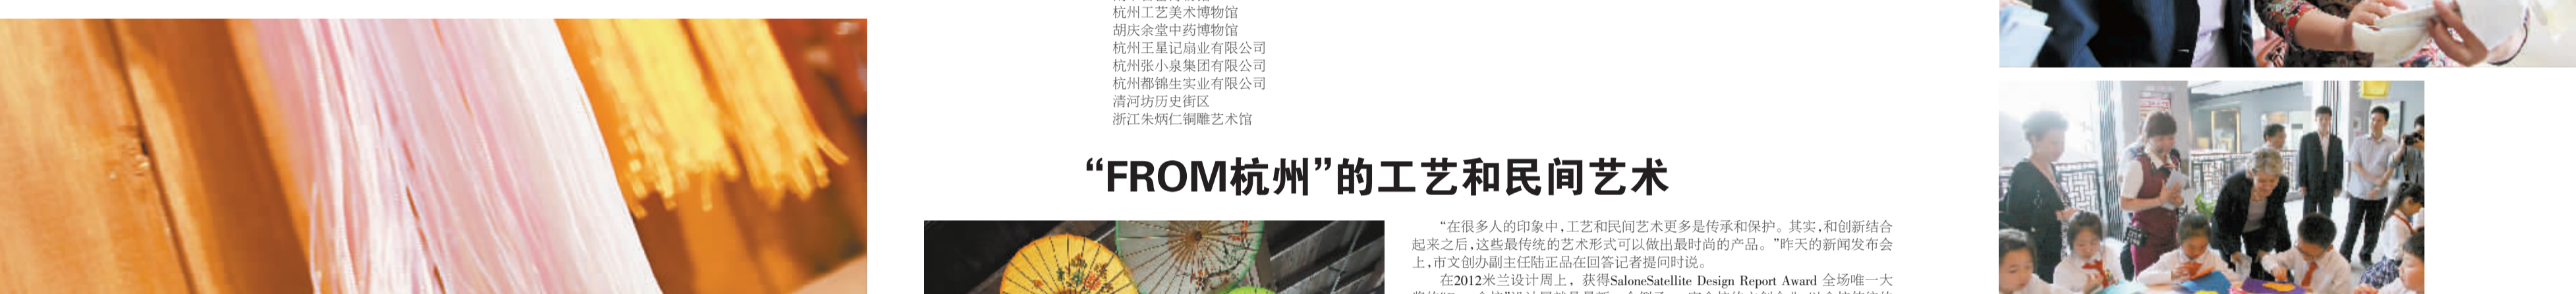 杭州工艺美术博物馆
胡庆余堂中药博物馆
杭州王星记扇业有限公司
杭州张小泉集团有限公司
杭州都锦生实业有限公司
清河坊历史街区
浙江朱炳仁铜雕艺术馆
“FROM杭州”的工艺和民间艺术
“在很多人的印象中，工艺和民间艺术更多是传承和保护。其实，和创新结合
起来之后，这些最传统的艺术形式可以做出最时尚的产品。”昨天的新闻发布会
上，市文创办副主任陆正品在回答记者提问时说。
在2012米兰设计周上，获得SaloneSatellite Design Report Award 全场唯一大